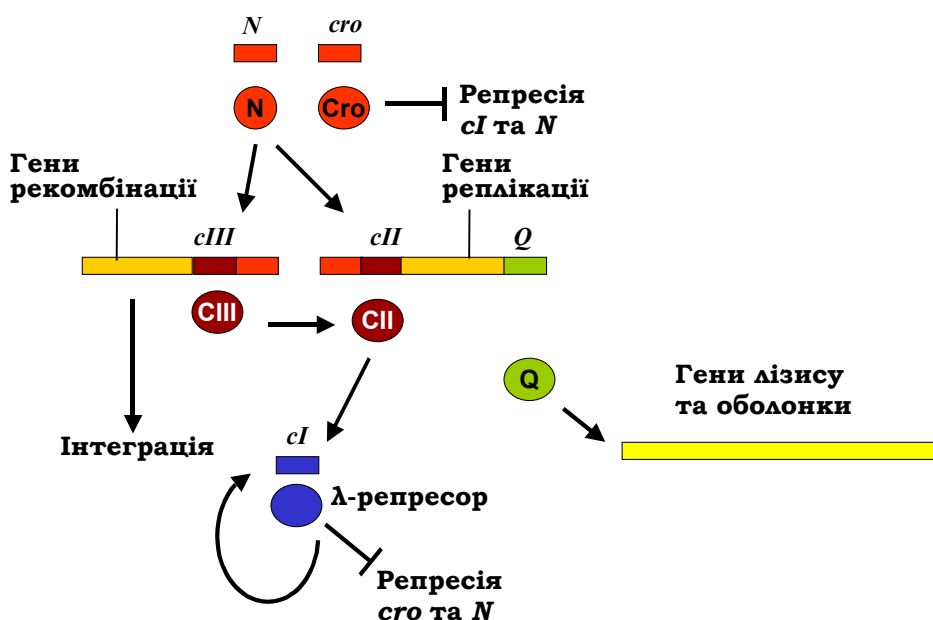 N cro
N Cro
Репресія
cI та N
Гени
рекомбінації
Гени
реплікації
cIII cII Q
CIII CII
Q
Гени лізису
та оболонки
Інтеграція
cI
λ-репресор
Репресія
cro та N